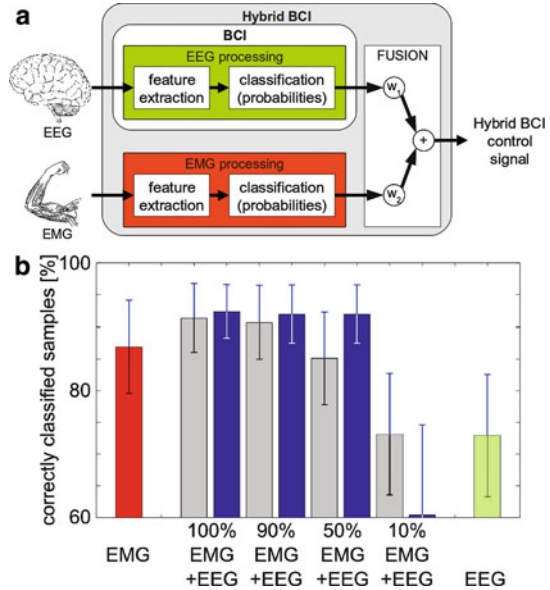 a
Hybrid BCI
BCI
EEG processing
feature extraction
classification (probabilities)
EEG
EMG processing
feature extraction
classification (probabilities)
EMG
FUSION
w1
w2
+
Hybrid BCI
control
signal
b
correctly classified samples [%]
100
80
60
EMG
100%
EMG
+EEG
90%
EMG
+EEG
50%
EMG
+EEG
10%
EMG
+EEG
EEG